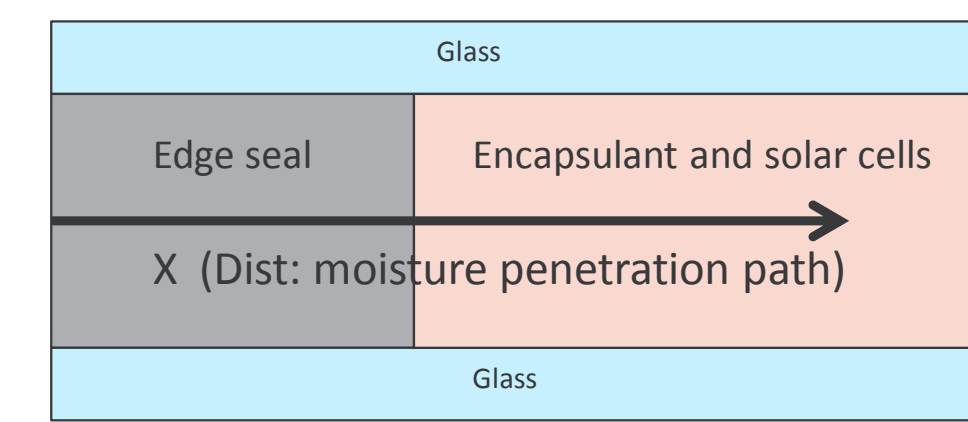 Glass
Edge seal
Encapsulant and solar cells
X (Dist: moisture penetration path)
Glass